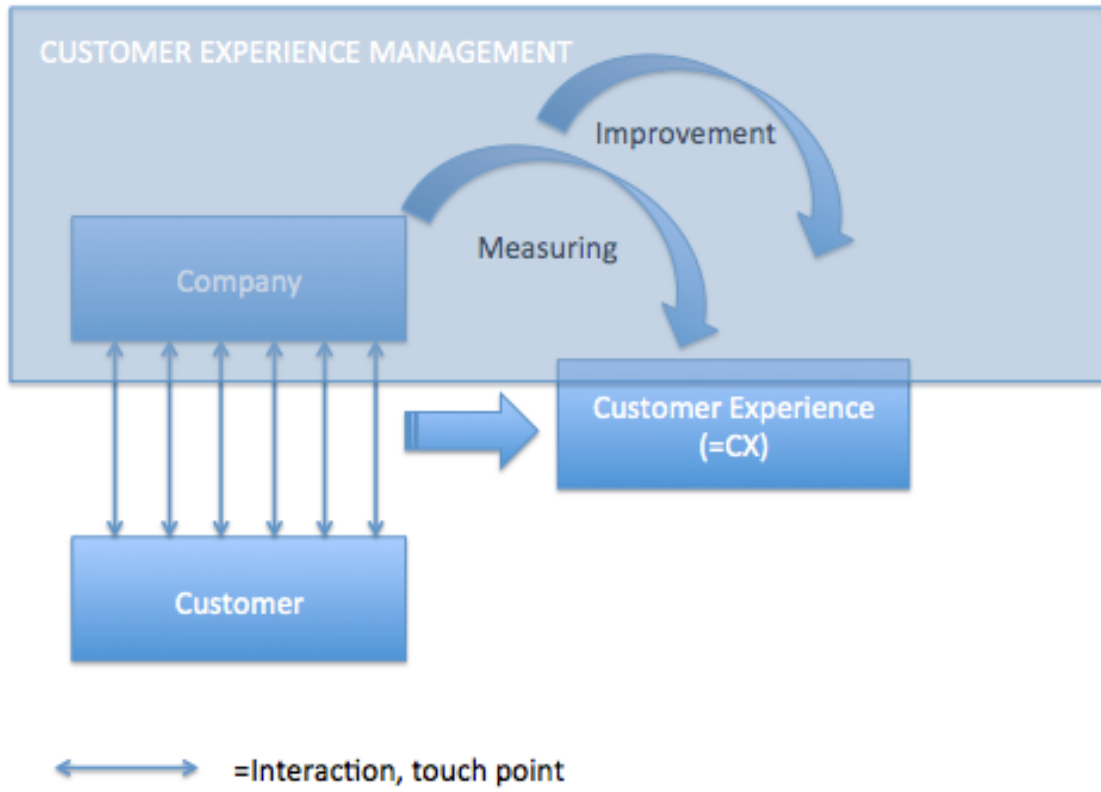 CUSTOMER EXPERIENCE MANAGEMENT
Improvement
Measuring
Company
Customer Experience
(=CX)
Customer
=Interaction, touch point